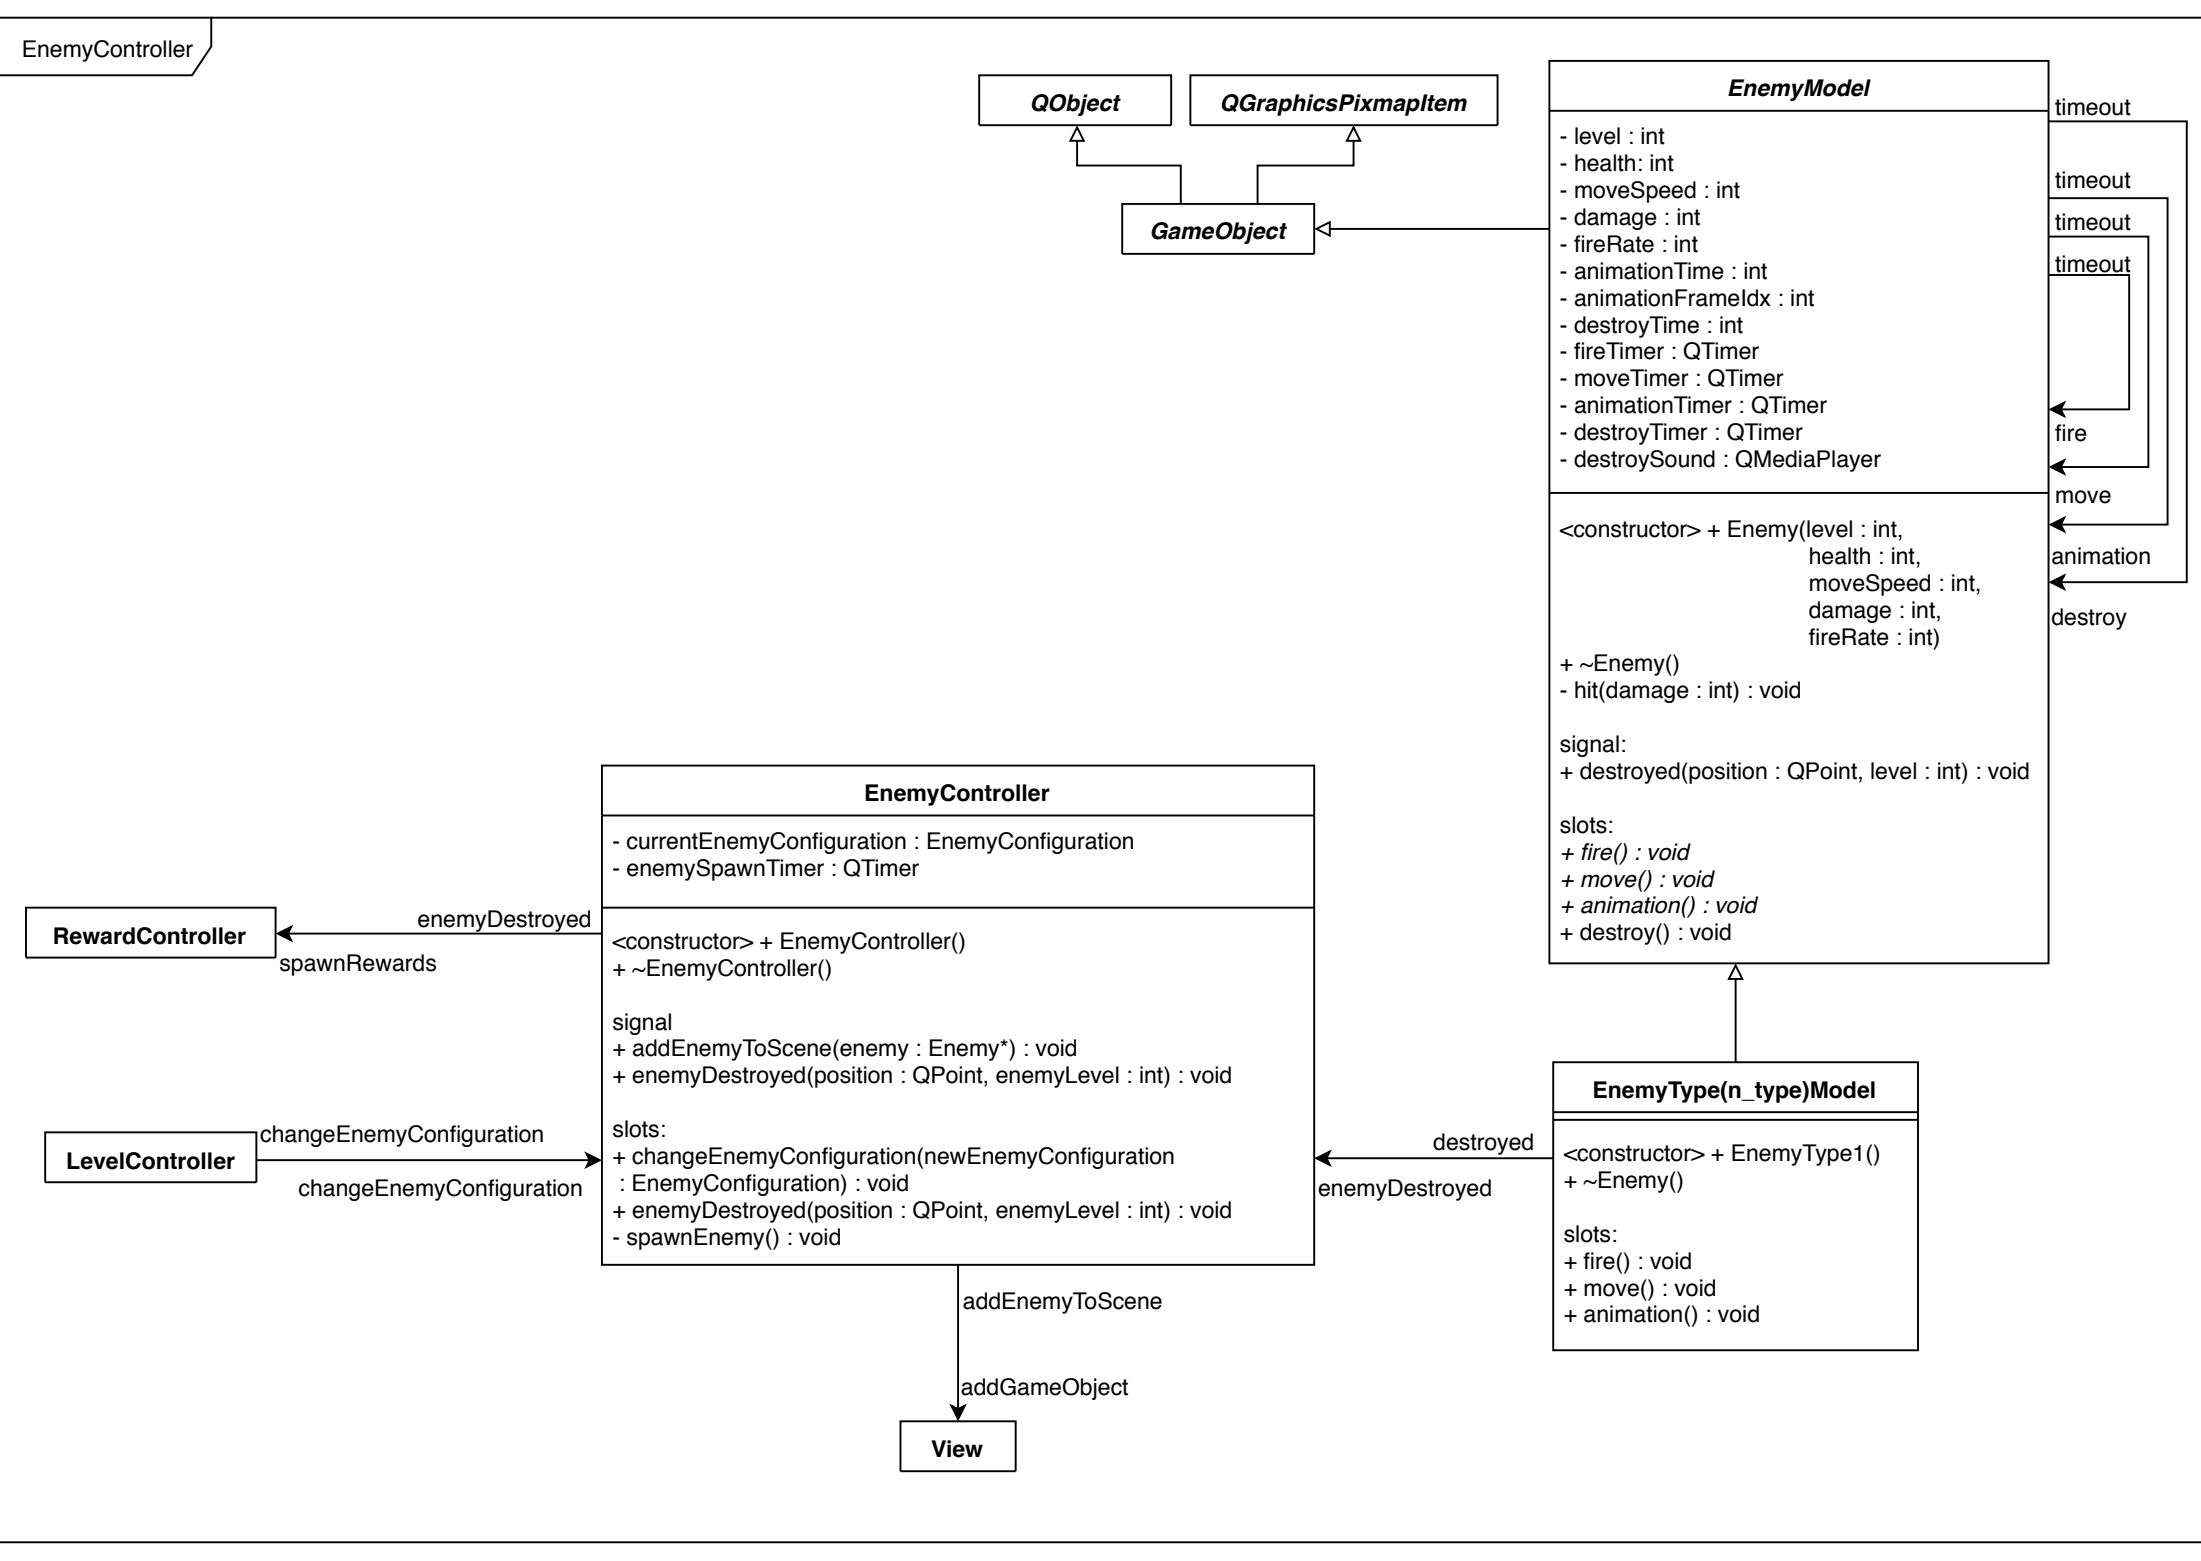 EnemyController
QObject
QGraphicsPixmapItem
GameObject
EnemyModel
- level : int
- health: int
- moveSpeed : int
- damage : int
- fireRate : int
- animationTime : int
- animationFrameIdx : int
- destroyTime : int
- fireTimer : QTimer
- moveTimer : QTimer
- animationTimer : QTimer
- destroyTimer : QTimer
- destroySound : QMediaPlayer
<constructor> + Enemy(level : int,
health : int,
moveSpeed : int,
damage : int,
fireRate : int)
+ ~Enemy()
- hit(damage : int) : void
signal:
+ destroyed(position : QPoint, level : int) : void
slots:
+ fire() : void
+ move() : void
+ animation() : void
+ destroy() : void
timeout
timeout
timeout
timeout
fire
move
animation
destroy
EnemyController
- currentEnemyConfiguration : EnemyConfiguration
- enemySpawnTimer : QTimer
<constructor> + EnemyController()
+ ~EnemyController()
signal
+ addEnemyToScene(enemy : Enemy*) : void
+ enemyDestroyed(position : QPoint, enemyLevel : int) : void
slots:
+ changeEnemyConfiguration(newEnemyConfiguration
: EnemyConfiguration) : void
+ enemyDestroyed(position : QPoint, enemyLevel : int) : void
- spawnEnemy() : void
RewardController
enemyDestroyed
spawnRewards
LevelController
changeEnemyConfiguration
changeEnemyConfiguration
destroyed
enemyDestroyed
EnemyType(n_type)Model
<constructor> + EnemyType1()
+ ~Enemy()
slots:
+ fire() : void
+ move() : void
+ animation() : void
addEnemyToScene
addGameObject
View